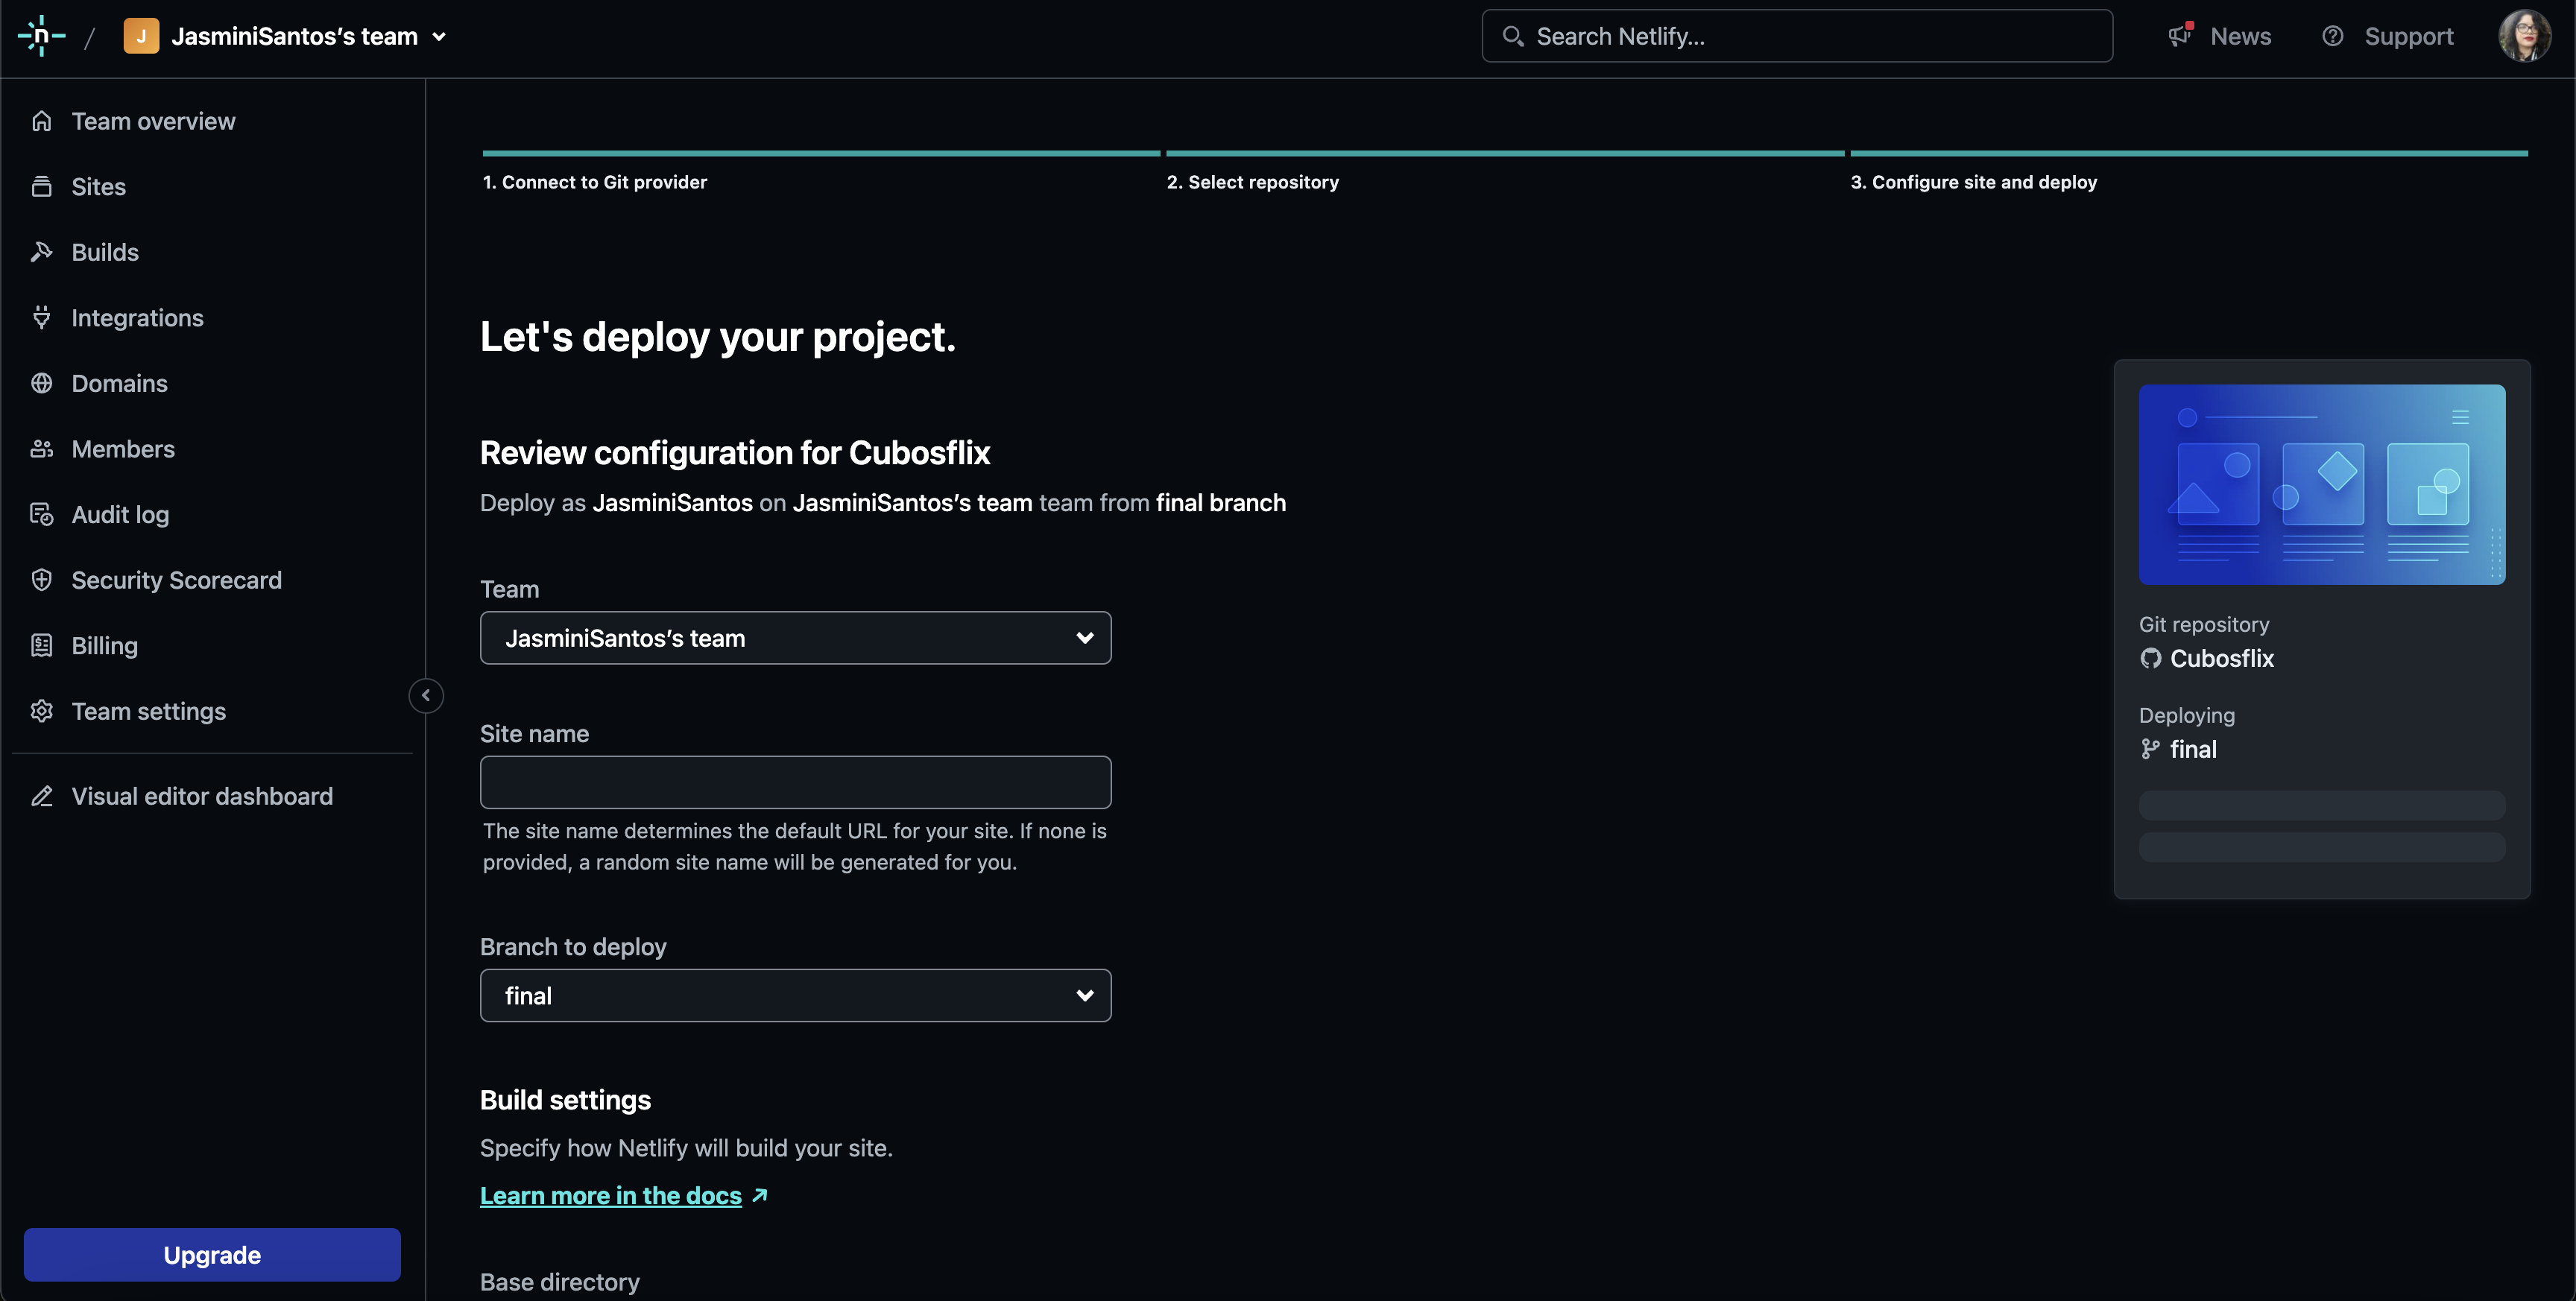 n / J JasminiSantos’s team
Search Netlify...
News
Support
Team overview
Sites
Builds
Integrations
Domains
Members
Audit log
Security Scorecard
Billing
Team settings
Visual editor dashboard
Upgrade
1. Connect to Git provider
2. Select repository
3. Configure site and deploy
Let's deploy your project.
Review configuration for Cubosflix
Deploy as JasminiSantos on JasminiSantos’s team team from final branch
Team
JasminiSantos’s team
Site name
The site name determines the default URL for your site. If none is
provided, a random site name will be generated for you.
Branch to deploy
final
Build settings
Specify how Netlify will build your site.
Learn more in the docs
Base directory
Git repository
Cubosflix
Deploying
final